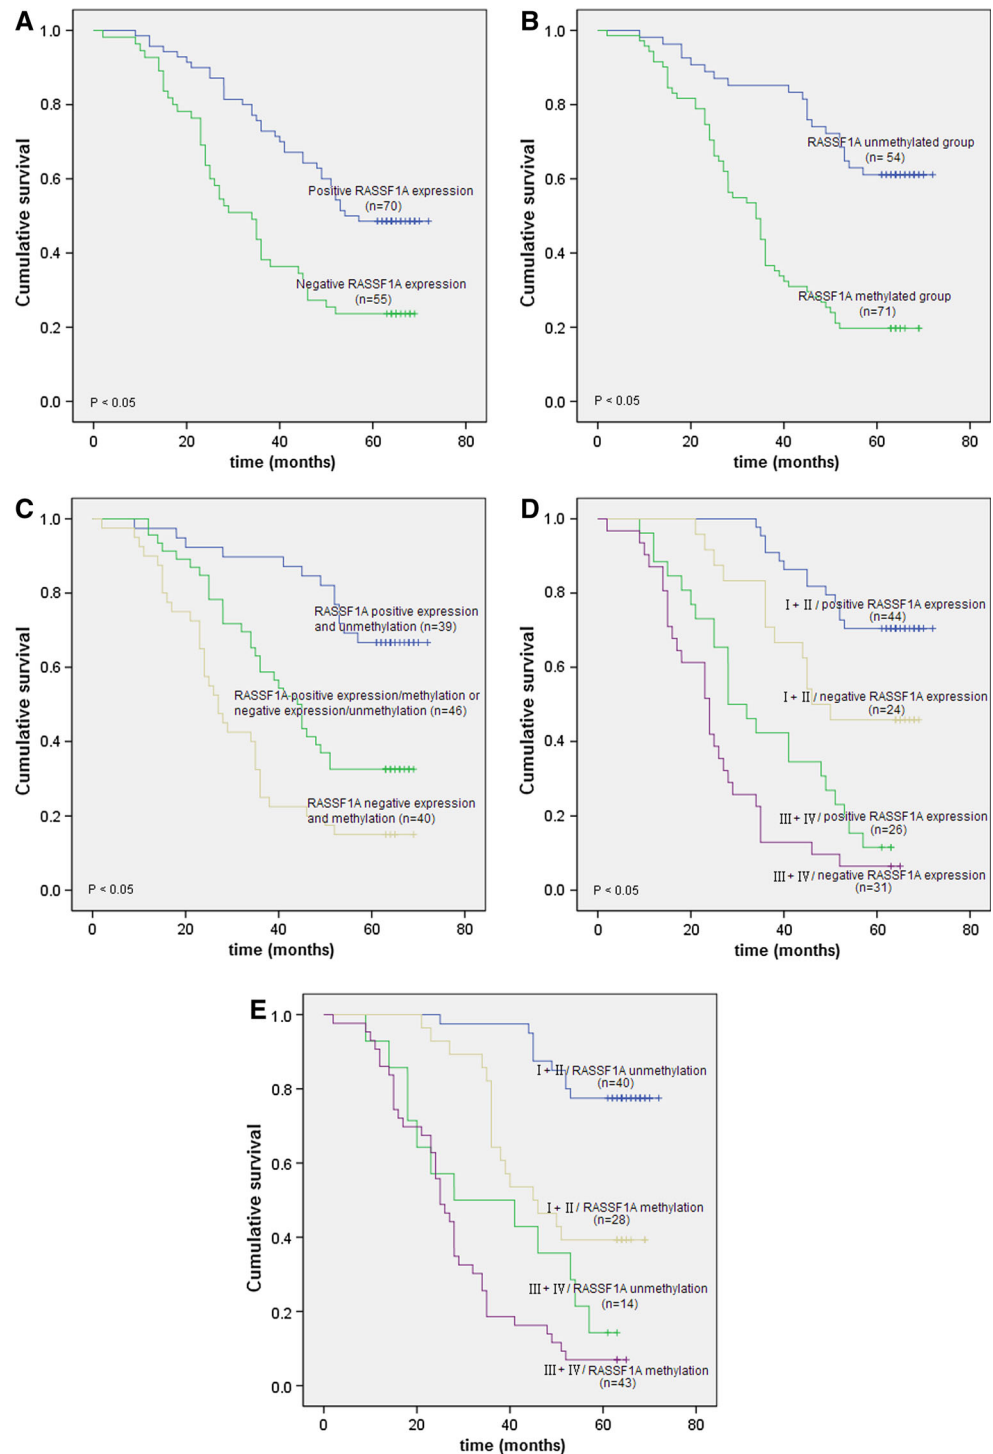 A
Cumulative survival
1.0
0.8
0.6
0.4
0.2
0.0
Positive RASSF1A expression
(n=70)
Negative RASSF1A expression
(n=55)
P < 0.05
0 20 40 60 80
time (months)
B
Cumulative survival
1.0
0.8
0.6
0.4
0.2
0.0
RASSF1A unmethylated group
(n= 54)
RASSF1A methylated group
(n=71)
P < 0.05
0 20 40 60 80
time (months)
C
Cumulative survival
1.0
0.8
0.6
0.4
0.2
0.0
RASSF1A positive expression
and unmethylation (n=39)
RASSF1A positive expression/methylation or
negative expression/unmethylation (n=46)
RASSF1A negative expression
and methylation (n=40)
P < 0.05
0 20 40 60 80
time (months)
D
Cumulative survival
1.0
0.8
0.6
0.4
0.2
0.0
I + II / positive RASSF1A expression
(n=44)
I + II / negative RASSF1A expression
(n=24)
III + IV / positive RASSF1A expression
(n=26)
III + IV / negative RASSF1A expression
(n=31)
P < 0.05
0 20 40 60 80
time (months)
E
Cumulative survival
1.0
0.8
0.6
0.4
0.2
0.0
I + II / RASSF1A unmethylation
(n=40)
I + II / RASSF1A methylation
(n=28)
III + IV / RASSF1A unmethylation
(n=14)
III + IV / RASSF1A methylation
(n=43)
0 20 40 60 80
time (months)